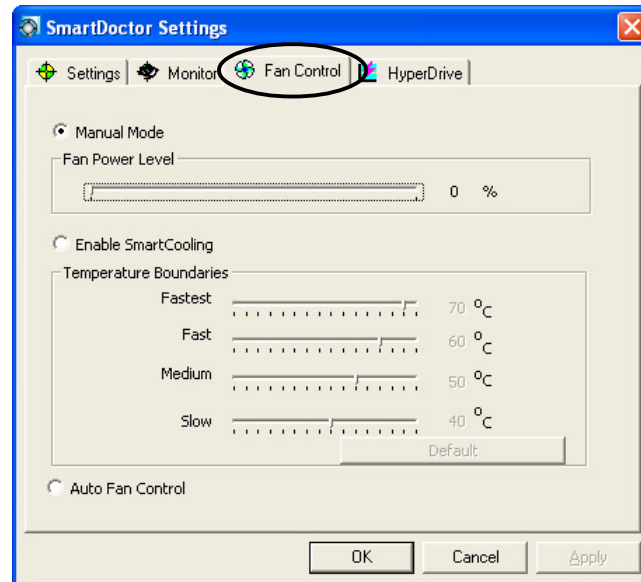 SmartDoctor Settings
Settings Monitor Fan Control HyperDrive
Manual Mode
Fan Power Level
0 %
Enable SmartCooling
Temperature Boundaries
Fastest 70 °C
Fast 60 °C
Medium 50 °C
Slow 40 °C
Default
Auto Fan Control
OK Cancel Apply